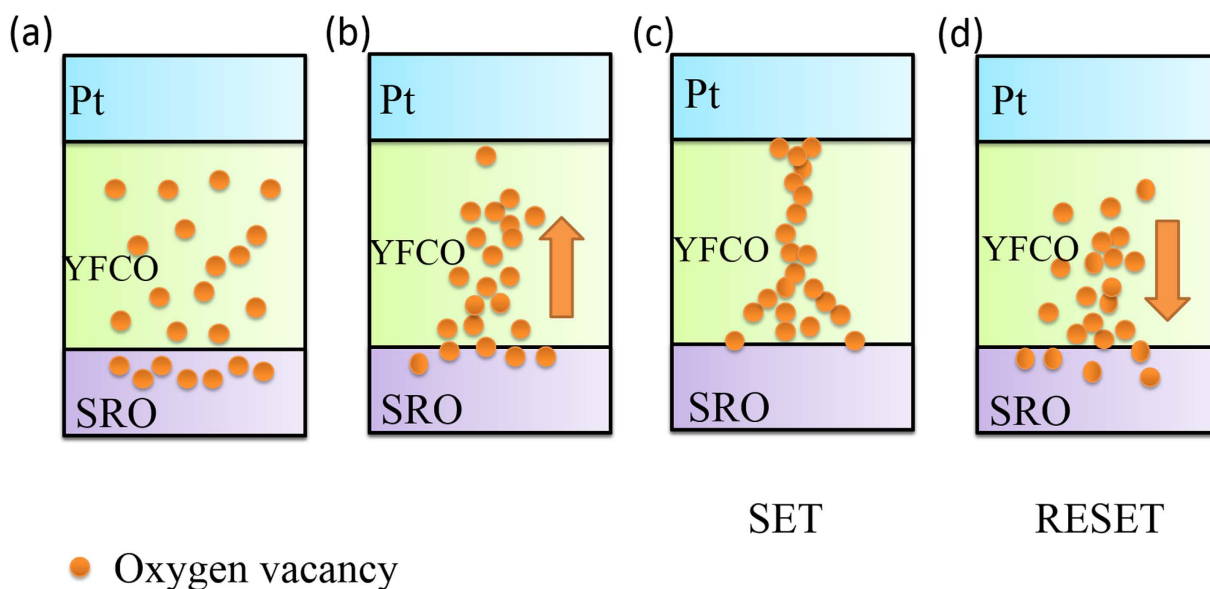 (a)
(b)
(c)
(d)
Pt
Pt
Pt
Pt
YFCO
YFCO
YFCO
YFCO
SRO
SRO
SRO
SRO
SET
RESET
Oxygen vacancy